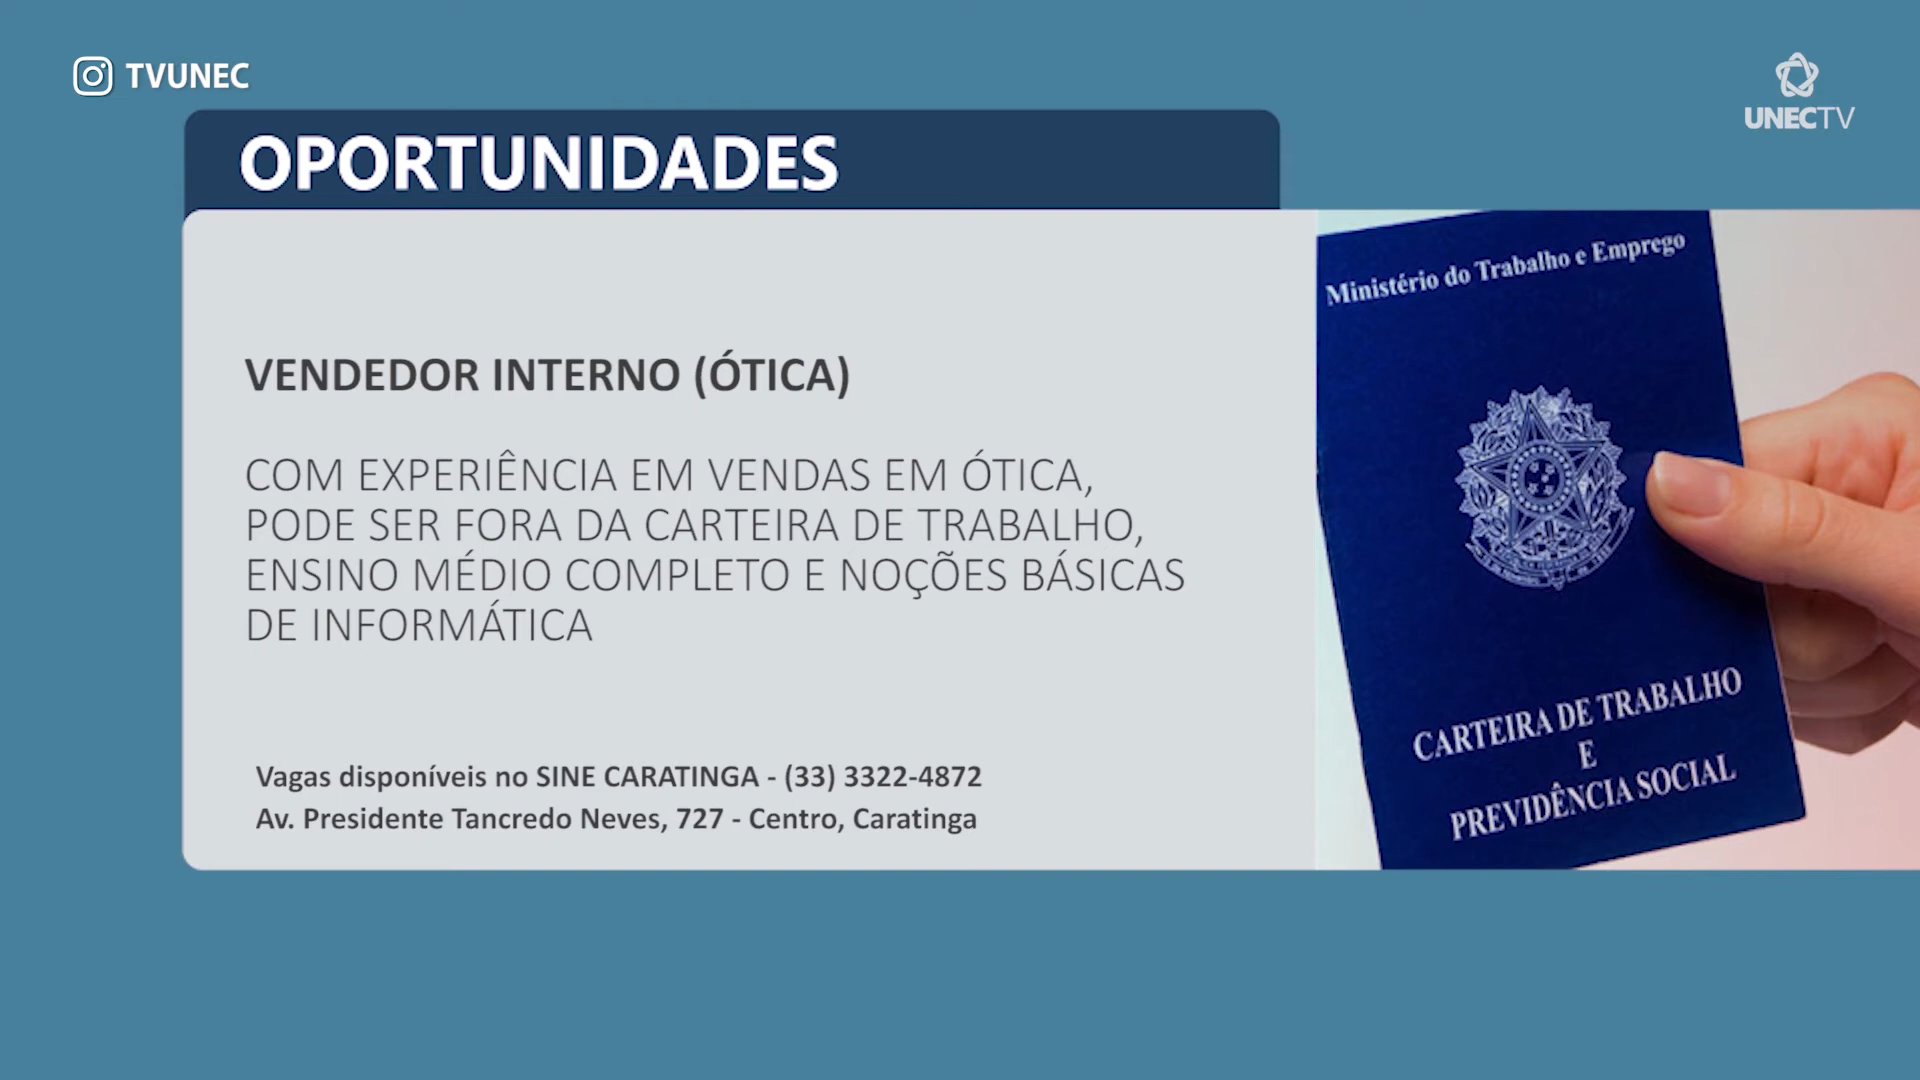 TVUNEC
UNECTV
OPORTUNIDADES
VENDEDOR INTERNO (ÓTICA)
COM EXPERIÊNCIA EM VENDAS EM ÓTICA,
PODE SER FORA DA CARTEIRA DE TRABALHO,
ENSINO MÉDIO COMPLETO E NOÇÕES BÁSICAS
DE INFORMÁTICA
Vagas disponíveis no SINE CARATINGA - (33) 3322-4872
Av. Presidente Tancredo Neves, 727 - Centro, Caratinga
Ministério do Trabalho e Emprego
CARTEIRA DE TRABALHO
E
PREVIDÊNCIA SOCIAL